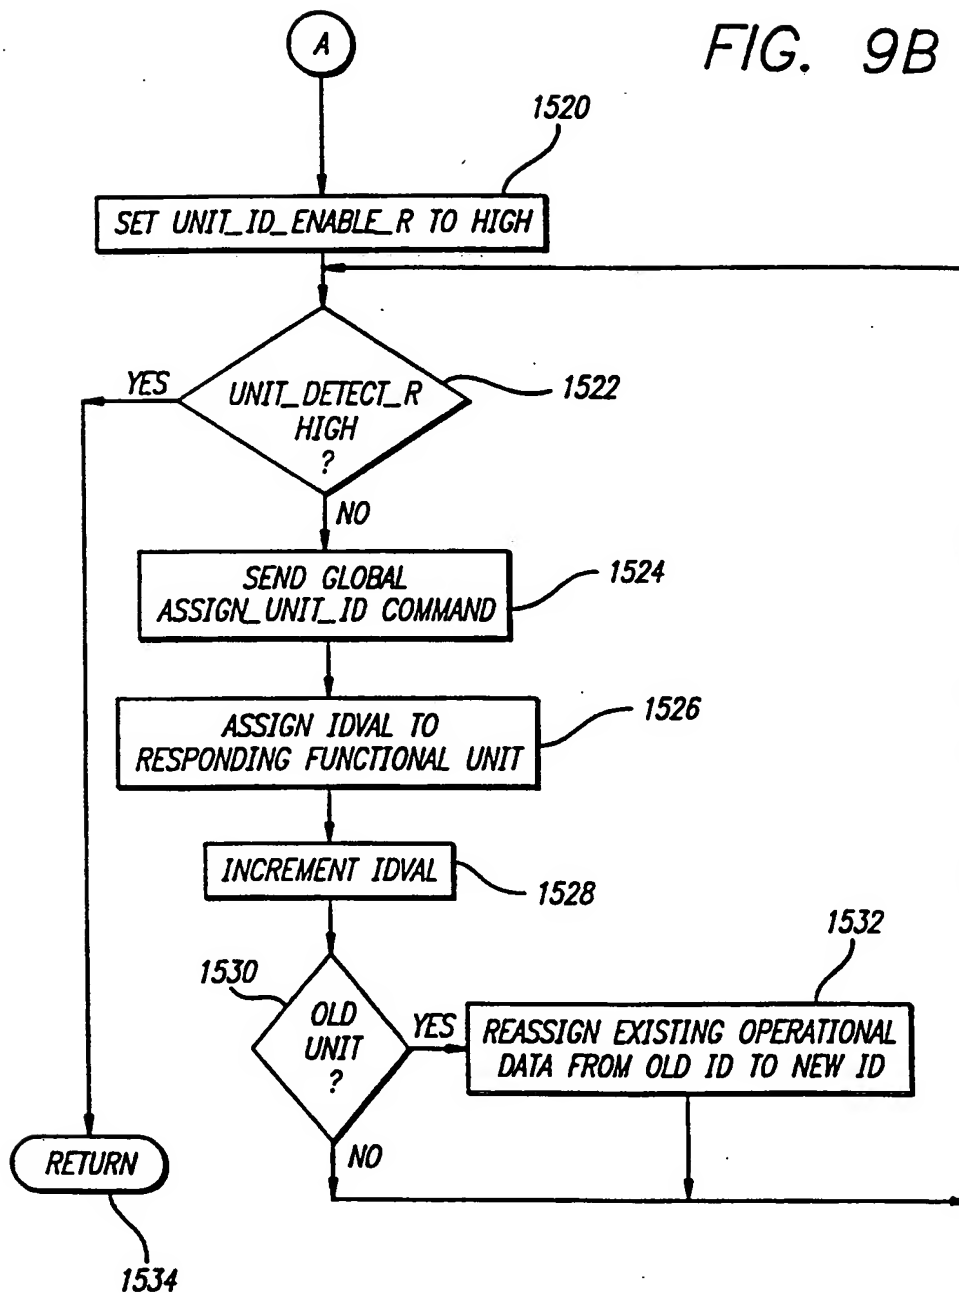 FIG. 9B
A
1520
SET UNIT_ID_ENABLE_R TO HIGH
YES
UNIT_DETECT_R
HIGH
?
1522
NO
SEND GLOBAL
ASSIGN_UNIT_ID COMMAND
1524
ASSIGN IDVAL TO
RESPONDING FUNCTIONAL UNIT
1526
INCREMENT IDVAL
1528
1530
OLD
UNIT
?
YES
1532
REASSIGN EXISTING OPERATIONAL
DATA FROM OLD ID TO NEW ID
NO
RETURN
1534